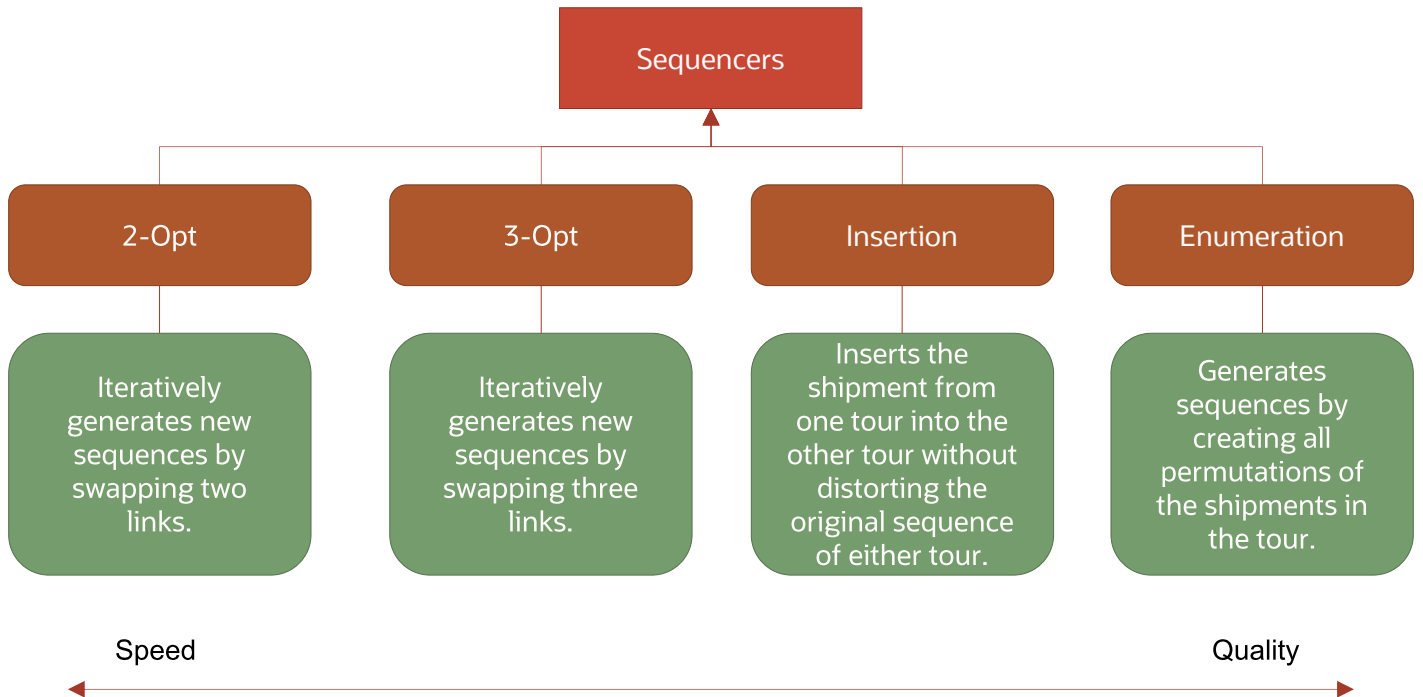 Sequencers
2-Opt
3-Opt
Insertion
Enumeration
Iteratively
generates new
sequences by
swapping two
links.
Iteratively
generates new
sequences by
swapping three
links.
Inserts the
shipment from
one tour into the
other tour without
distorting the
original sequence
of either tour.
Generates
sequences by
creating all
permutations of
the shipments in
the tour.
Speed
Quality